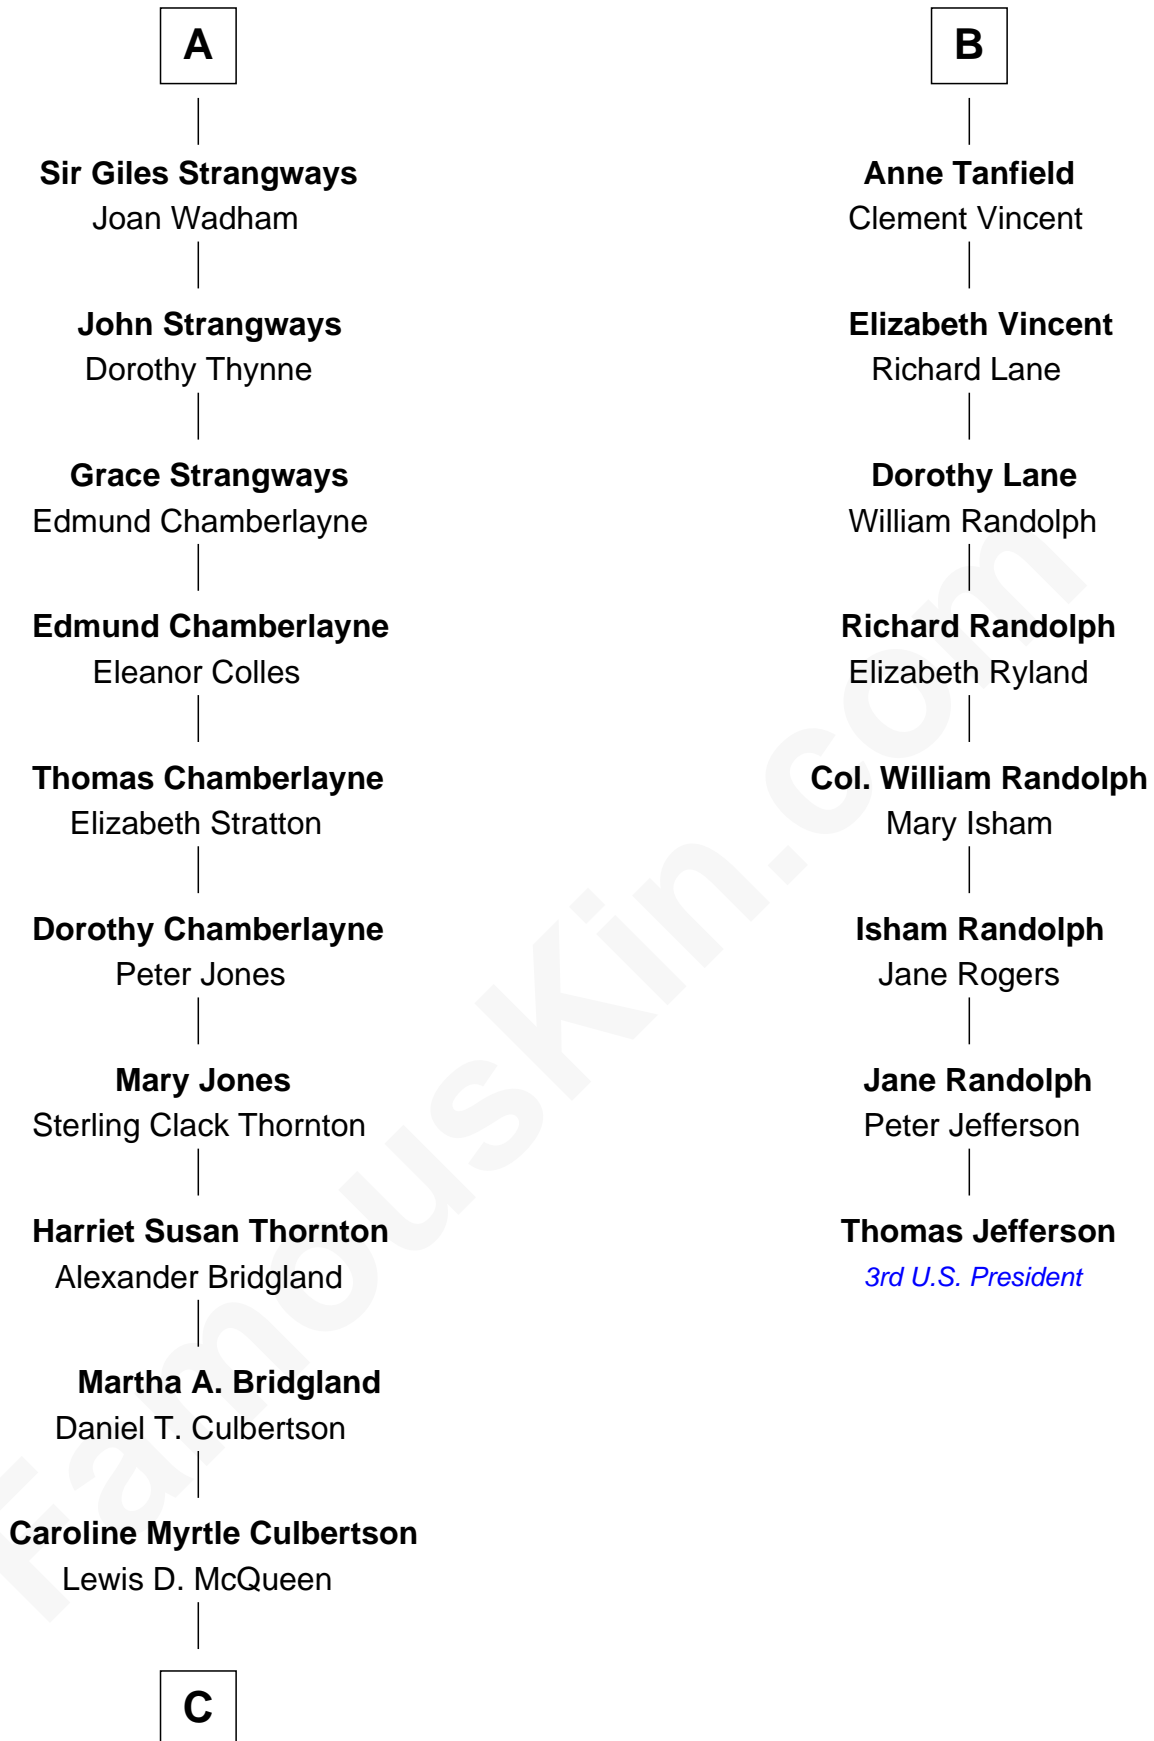 A
Sir Giles Strangways
Joan Wadham
John Strangways
Dorothy Thynne
Grace Strangways
Edmund Chamberlayne
Edmund Chamberlayne
Eleanor Colles
Thomas Chamberlayne
Elizabeth Stratton
Dorothy Chamberlayne
Peter Jones
Mary Jones
Sterling Clack Thornton
Harriet Susan Thornton
Alexander Bridgland
Martha A. Bridgland
Daniel T. Culbertson
Caroline Myrtle Culbertson
Lewis D. McQueen
C
B
Anne Tanfield
Clement Vincent
Elizabeth Vincent
Richard Lane
Dorothy Lane
William Randolph
Richard Randolph
Elizabeth Ryland
Col. William Randolph
Mary Isham
Isham Randolph
Jane Rogers
Jane Randolph
Peter Jefferson
Thomas Jefferson
3rd U.S. President
FamousKin.com